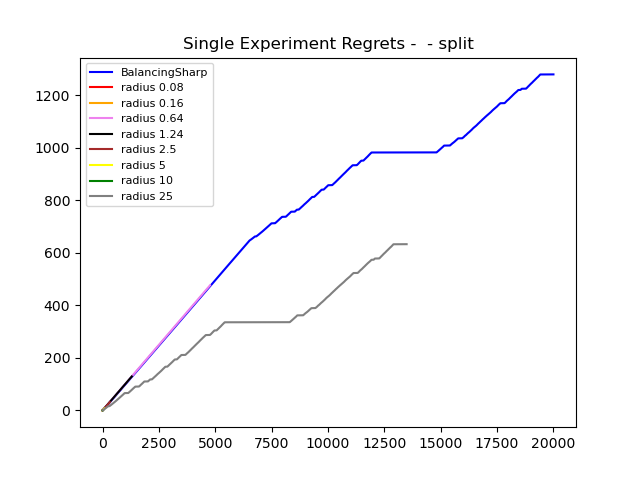 Single Experiment Regrets -  - split
BalancingSharp
radius 0.08
radius 0.16
radius 0.64
radius 1.24
radius 2.5
radius 5
radius 10
radius 25
1200
1000
800
600
400
200
0
0 2500 5000 7500 10000 12500 15000 17500 20000